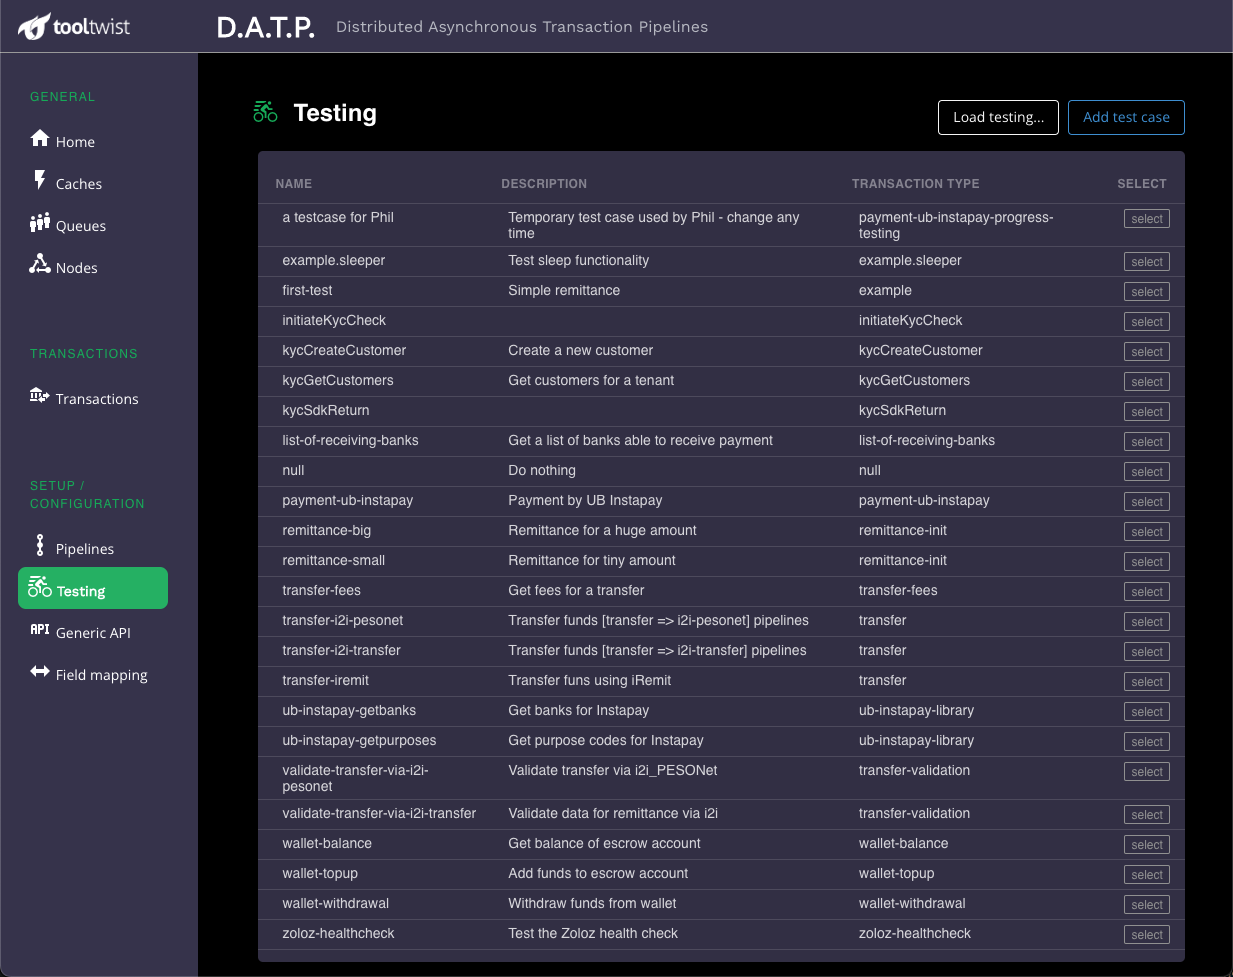 tooltwist
D.A.T.P. Distributed Asynchronous Transaction Pipelines
GENERAL
Home
Caches
Queues
Nodes
TRANSACTIONS
Transactions
SETUP /
CONFIGURATION
Pipelines
Testing
API Generic API
Field mapping
Testing
Load testing... Add test case
NAME DESCRIPTION TRANSACTION TYPE SELECT
a testcase for Phil Temporary test case used by Phil - change any payment-ub-instapay-progress- select
time testing
example.sleeper Test sleep functionality example.sleeper select
first-test Simple remittance example select
initiateKycCheck initiateKycCheck select
kycCreateCustomer Create a new customer kycCreateCustomer select
kycGetCustomers Get customers for a tenant kycGetCustomers select
kycSdkReturn kycSdkReturn select
list-of-receiving-banks Get a list of banks able to receive payment list-of-receiving-banks select
null Do nothing null select
payment-ub-instapay Payment by UB Instapay payment-ub-instapay select
remittance-big Remittance for a huge amount remittance-init select
remittance-small Remittance for tiny amount remittance-init select
transfer-fees Get fees for a transfer transfer-fees select
transfer-i2i-pesonet Transfer funds [transfer => i2i-pesonet] pipelines transfer select
transfer-i2i-transfer Transfer funds [transfer => i2i-transfer] pipelines transfer select
transfer-iremit Transfer funs using iRemit transfer select
ub-instapay-getbanks Get banks for Instapay ub-instapay-library select
ub-instapay-getpurposes Get purpose codes for Instapay ub-instapay-library select
validate-transfer-via-i2i- Validate transfer via i2i_PESONet transfer-validation select
pesonet
validate-transfer-via-i2i-transfer Validate data for remittance via i2i transfer-validation select
wallet-balance Get balance of escrow account wallet-balance select
wallet-topup Add funds to escrow account wallet-topup select
wallet-withdrawal Withdraw funds from wallet wallet-withdrawal select
zoloz-healthcheck Test the Zoloz health check zoloz-healthcheck select